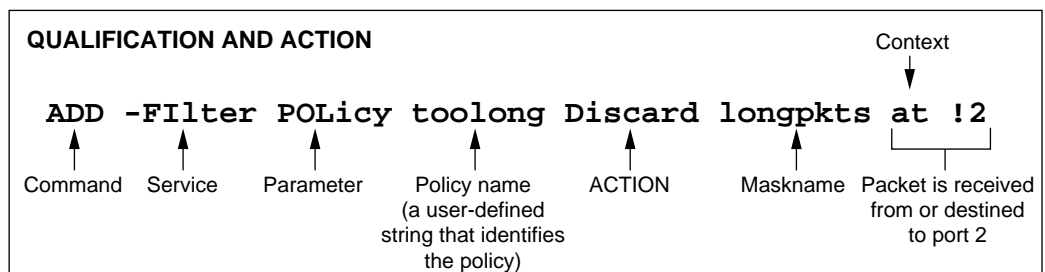 QUALIFICATION AND ACTION
Context
ADD -FIlter POLicy toolong Discard longpkts at !2
Command Service Parameter Policy name ACTION Maskname Packet is received
(a user-defined from or destined
string that identifies to port 2
the policy)